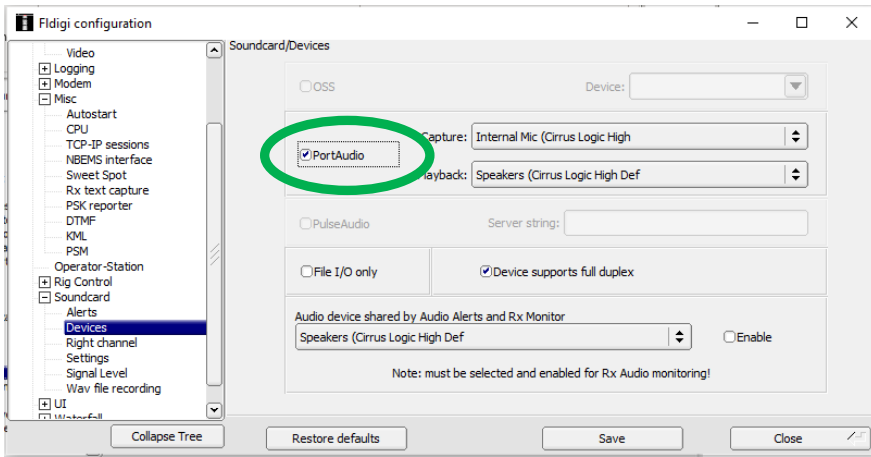 Fldigi configuration
Video
Logging
Modem
Misc
Autostart
CPU
TCP-IP sessions
NBEMS interface
Sweet Spot
Rx text capture
PSK reporter
DTMF
KML
PSM
Operator-Station
Rig Control
Soundcard
Alerts
Devices
Right channel
Settings
Signal Level
Wav file recording
UI
Waterfall
Collapse Tree
Soundcard/Devices
OSS
Device:
PortAudio
Capture: Internal Mic (Cirrus Logic High
Playback: Speakers (Cirrus Logic High Def
PulseAudio
Server string:
File I/O only
Device supports full duplex
Audio device shared by Audio Alerts and Rx Monitor
Speakers (Cirrus Logic High Def
Enable
Note: must be selected and enabled for Rx Audio monitoring!
Restore defaults
Save
Close